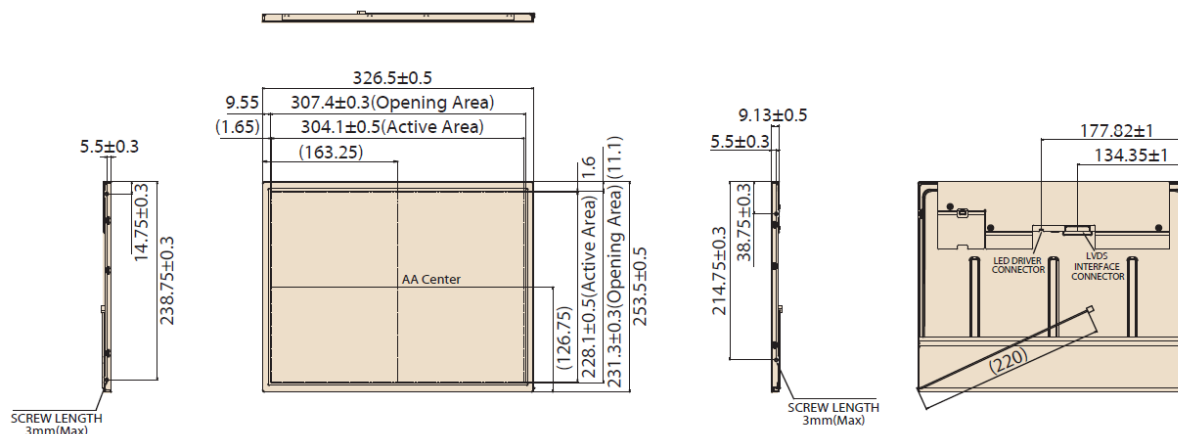 326.5±0.5
9.55
307.4±0.3(Opening Area)
(1.65)
304.1±0.5(Active Area)
(163.25)
5.5±0.3
14.75±0.3
238.75±0.3
SCREW LENGTH
3mm(Max)
AA Center
(126.75)
1.6
228.1±0.5(Active Area)
(11.1)
231.3±0.3(Opening Area)
253.5±0.5
9.13±0.5
5.5±0.3
38.75±0.3
214.75±0.3
SCREW LENGTH
3mm(Max)
177.82±1
134.35±1
LED DRIVER
CONNECTOR
LVDS
INTERFACE
CONNECTOR
(220)